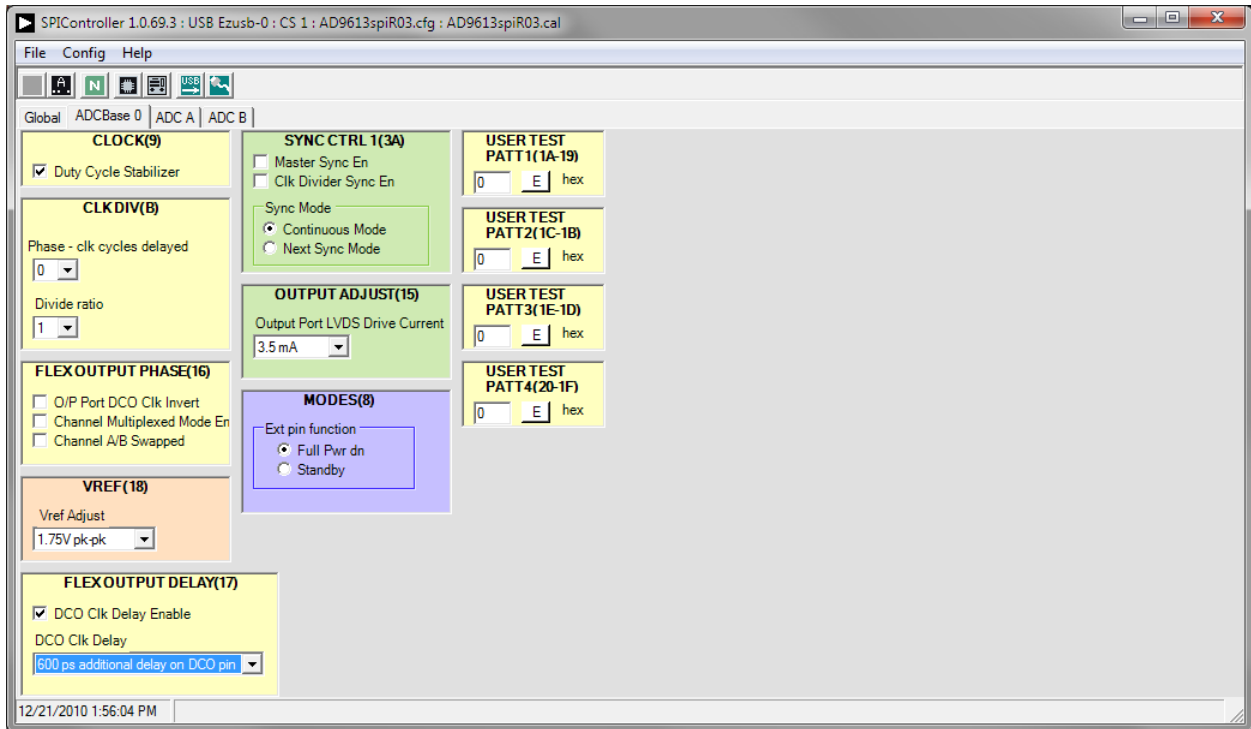 SPIController 1.0.69.3 : USB Ezusb-0 : CS 1 : AD9613spiR03.cfg : AD9613spiR03.cal
File Config Help
A N USB
Global ADCBase 0 ADC A ADC B
CLOCK(9)
Duty Cycle Stabilizer
CLK DIV(B)
Phase - clk cycles delayed
0
Divide ratio
1
FLEX OUTPUT PHASE(16)
O/P Port DCO Clk Invert
Channel Multiplexed Mode En
Channel A/B Swapped
VREF(18)
Vref Adjust
1.75V pk-pk
FLEX OUTPUT DELAY(17)
DCO Clk Delay Enable
DCO Clk Delay
600 ps additional delay on DCO pin
SYNC CTRL 1(3A)
Master Sync En
Clk Divider Sync En
Sync Mode
Continuous Mode
Next Sync Mode
OUTPUT ADJUST(15)
Output Port LVDS Drive Current
3.5 mA
MODES(8)
Ext pin function
Full Pwr dn
Standby
USER TEST
PATT1(1A-19)
0 E hex
USER TEST
PATT2(1C-1B)
0 E hex
USER TEST
PATT3(1E-1D)
0 E hex
USER TEST
PATT4(20-1F)
0 E hex
12/21/2010 1:56:04 PM